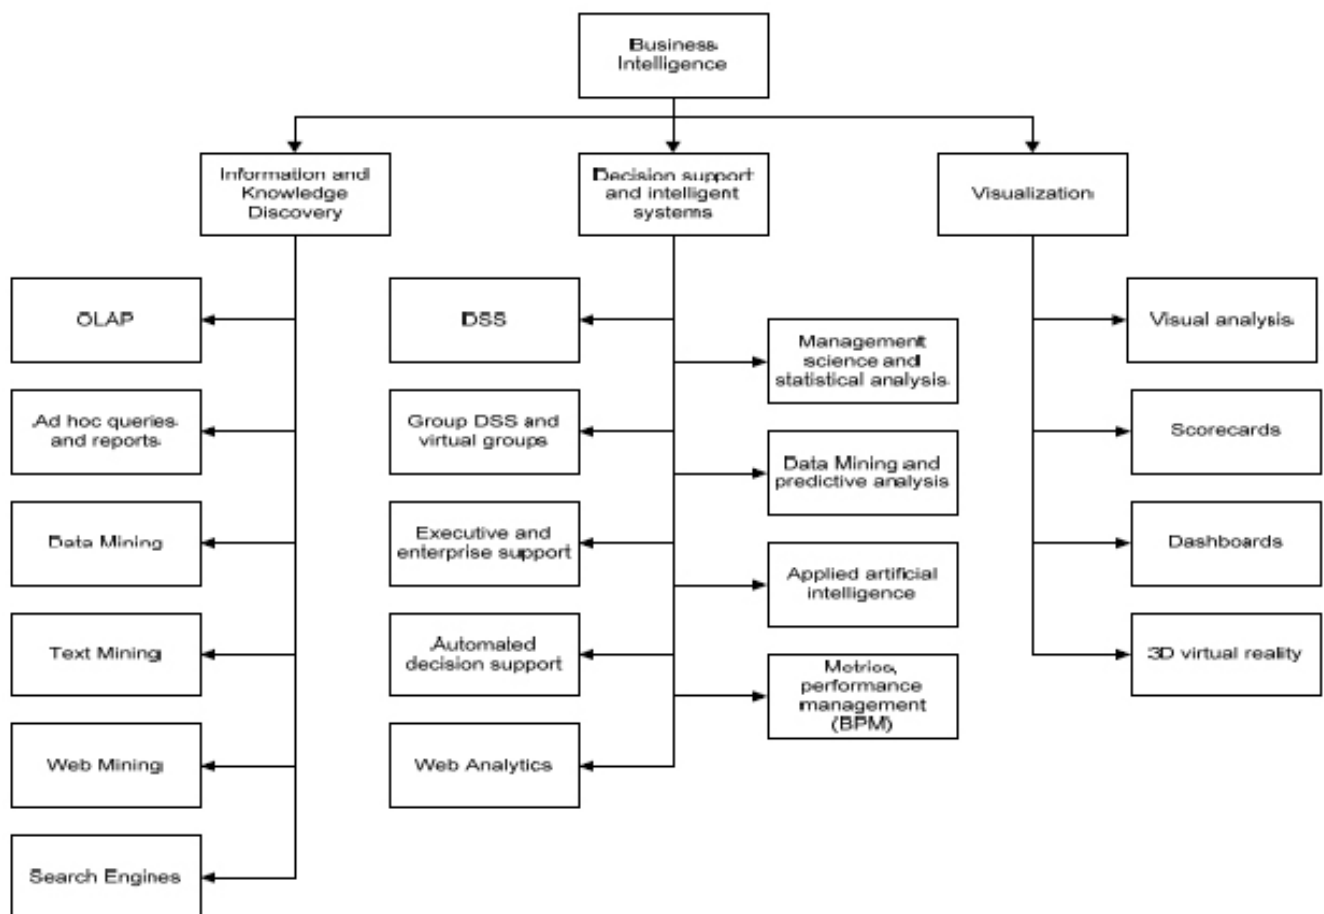 Business
Intelligence
Information and
Knowledge
Discovery
Decision support
and intelligent
systems
Visualization
OLAP
Ad hoc queries
and reports
Data Mining
Text Mining
Web Mining
Search Engines
DSS
Group DSS and
virtual groups
Executive and
enterprise support
Automated
decision support
Web Analytics
Management
science and
statistical analysis
Data Mining and
predictive analysis
Applied artificial
intelligence
Metrics,
performance
management
(BPM)
Visual analysis
Scorecards
Dashboards
3D virtual reality